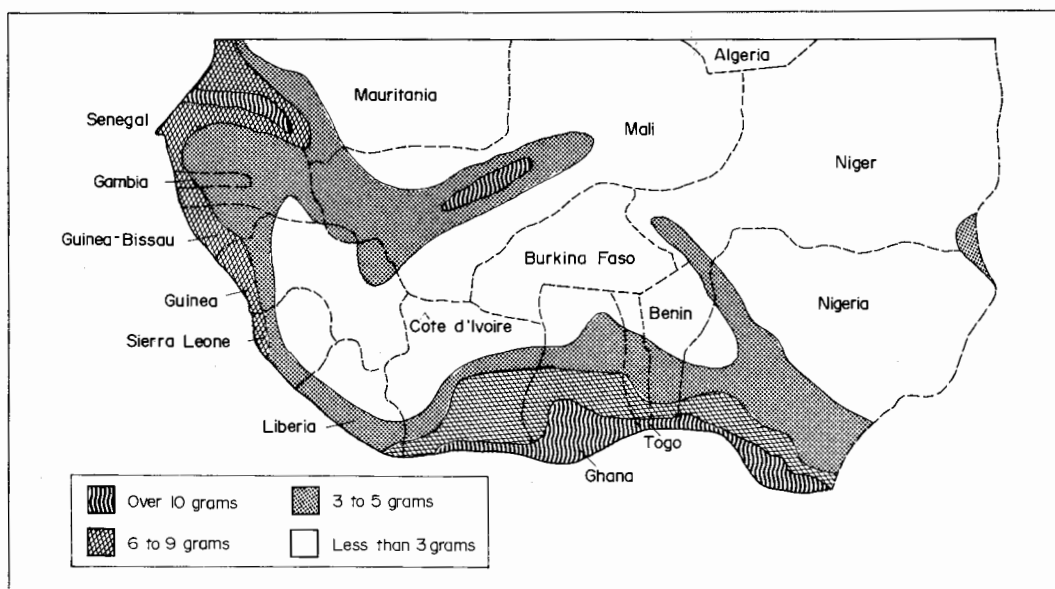 Algeria
Mauritania
Mali
Senegal
Niger
Gambia
Guinea-Bissau
Burkina Faso
Guinea
Benin
Nigeria
Côte d'Ivoire
Sierra Leone
Liberia
Togo
Ghana
Over 10 grams
3 to 5 grams
6 to 9 grams
Less than 3 grams